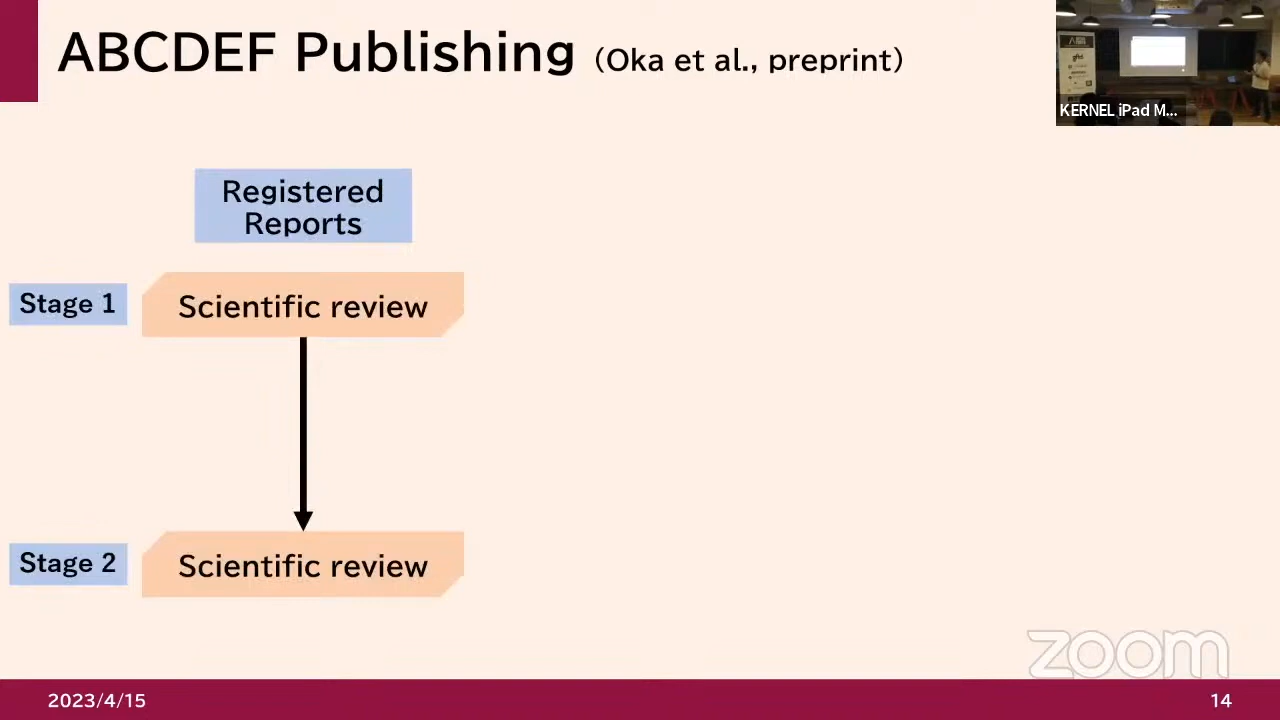 ABCDEF Publishing (Oka et al., preprint)
KERNEL iPad M...
Registered
Reports
Stage 1
Scientific review
Stage 2
Scientific review
zoom
2023/4/15
14